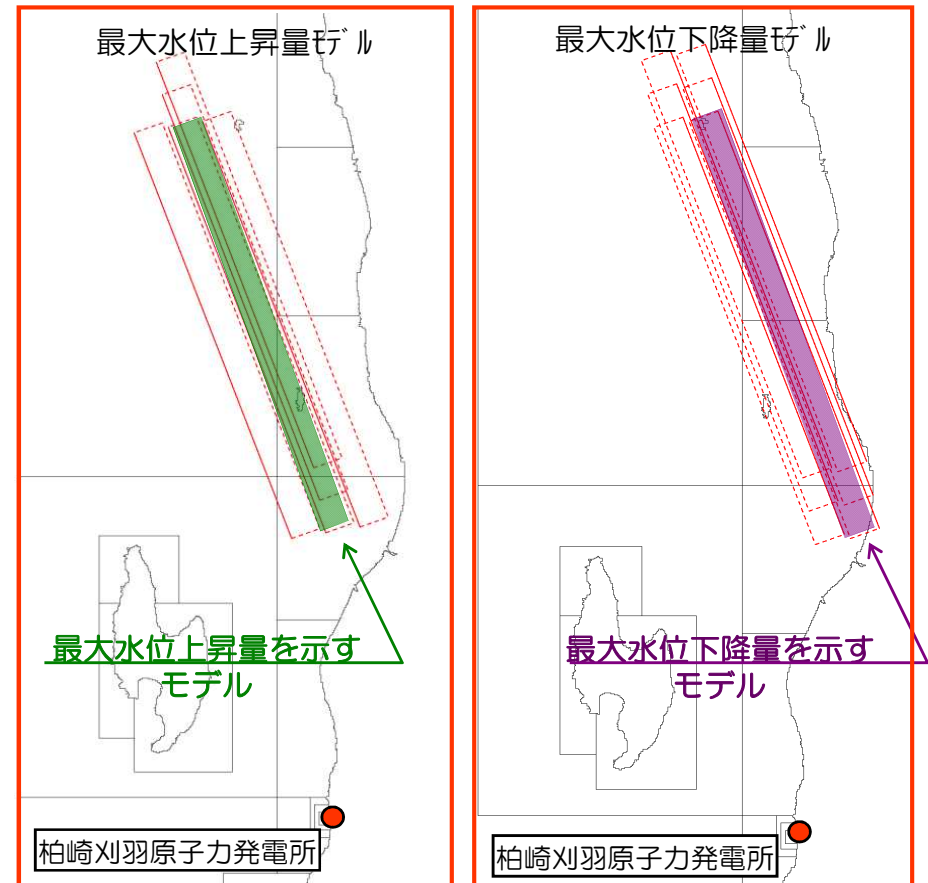 最大水位上昇量ﾓﾃﾞﾙ
最大水位上昇量を示す
モデル
柏崎刈羽原子力発電所
最大水位下降量ﾓﾃﾞﾙ
最大水位下降量を示す
モデル
柏崎刈羽原子力発電所